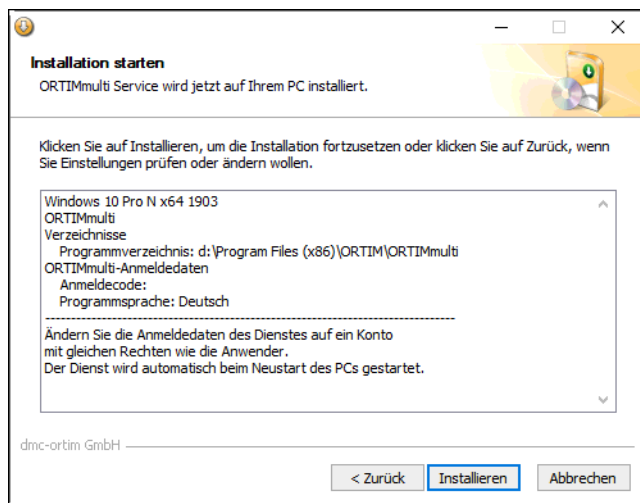 Installation starten
ORTIMmulti Service wird jetzt auf Ihrem PC installiert.
Klicken Sie auf Installieren, um die Installation fortzusetzen oder klicken Sie auf Zurück, wenn
Sie Einstellungen prüfen oder ändern wollen.
Windows 10 Pro N x64 1903
ORTIMmulti
Verzeichnisse
Programmverzeichnis: d:\Program Files (x86)\ORTIM\ORTIMmulti
ORTIMmulti-Anmeldedaten
Anmeldecode:
Programmsprache: Deutsch
--------------------------------------------------------------------------------
Ändern Sie die Anmeldedaten des Dienstes auf ein Konto
mit gleichen Rechten wie die Anwender.
Der Dienst wird automatisch beim Neustart des PCs gestartet.
dmc-ortim GmbH
< Zurück Installieren Abbrechen